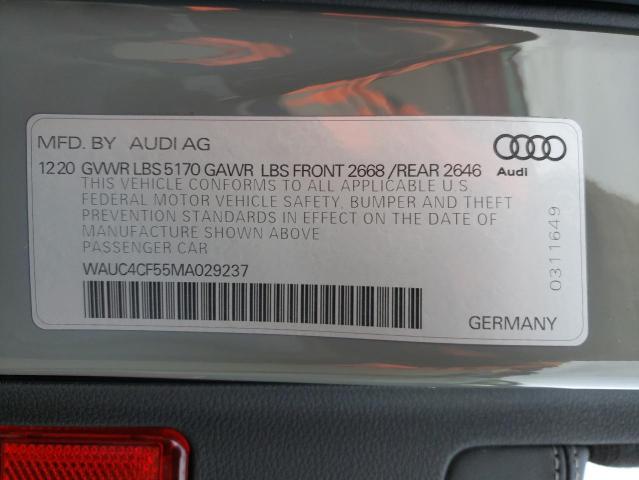 MFD. BY AUDI AG
1220 GVWR LBS 5170 GAWR LBS FRONT 2668 /REAR 2646
Audi
THIS VEHICLE CONFORMS TO ALL APPLICABLE U.S.
FEDERAL MOTOR VEHICLE SAFETY, BUMPER AND THEFT
PREVENTION STANDARDS IN EFFECT ON THE DATE OF
MANUFACTURE SHOWN ABOVE
PASSENGER CAR
WAUC4CF55MA029237
0311649
GERMANY